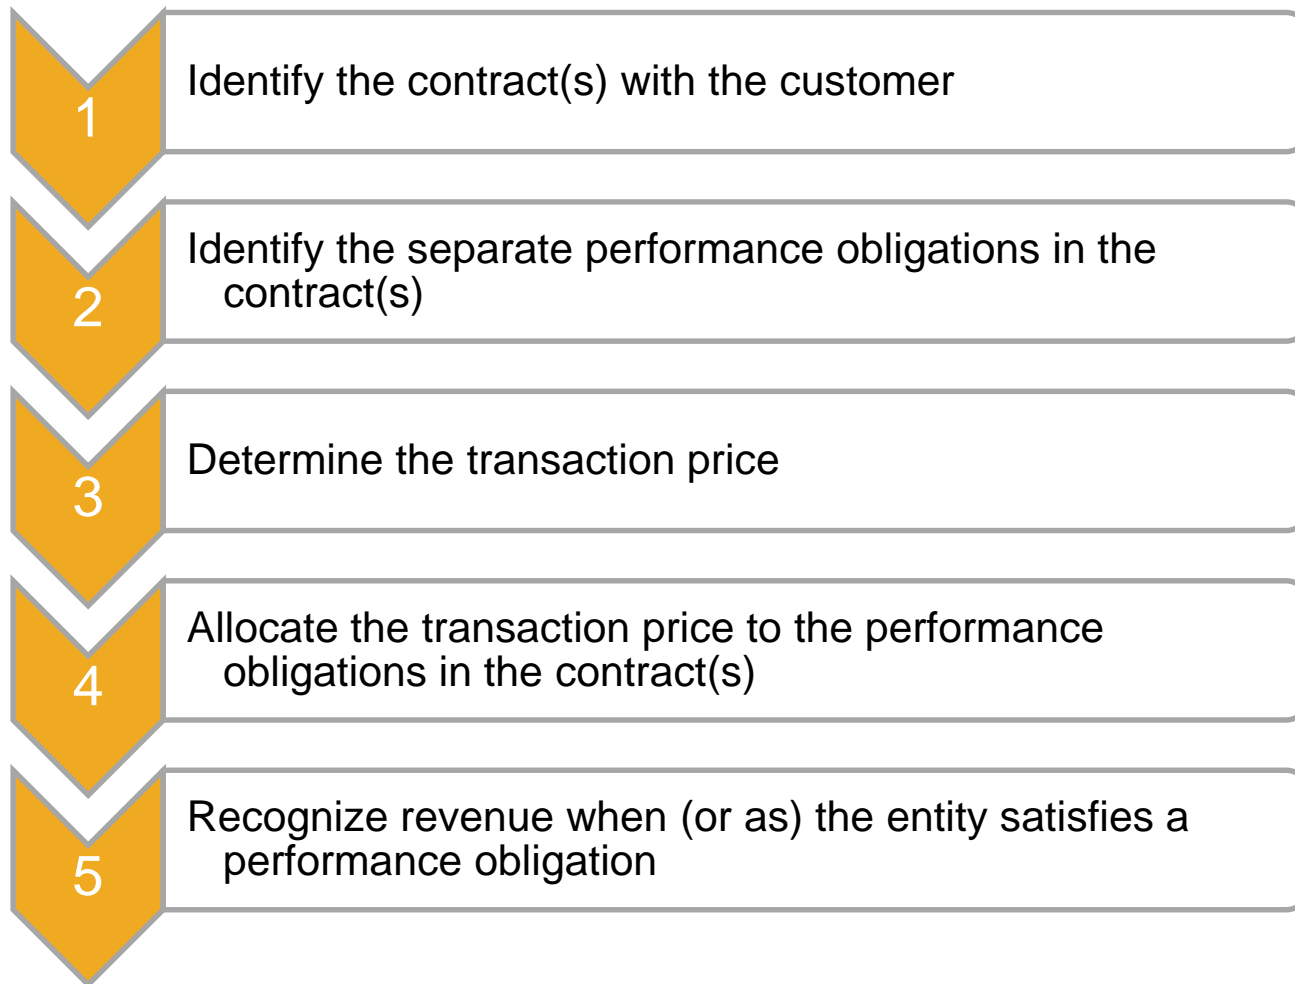 1
Identify the contract(s) with the customer
2
Identify the separate performance obligations in the
contract(s)
3
Determine the transaction price
4
Allocate the transaction price to the performance
obligations in the contract(s)
5
Recognize revenue when (or as) the entity satisfies a
performance obligation